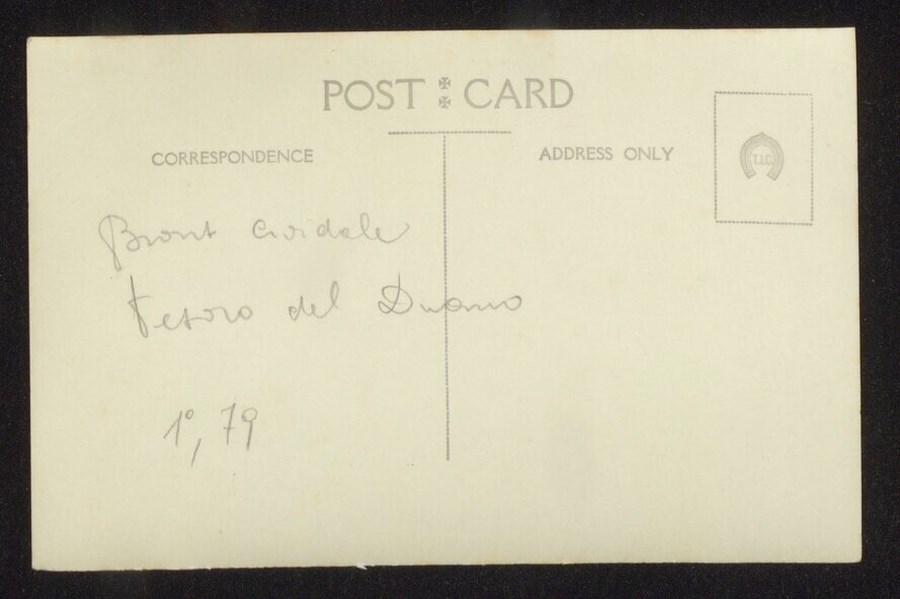 POST CARD
CORRESPONDENCE
ADDRESS ONLY
T.I.C.
Cividale
Tesoro del Duomo
1°, 79